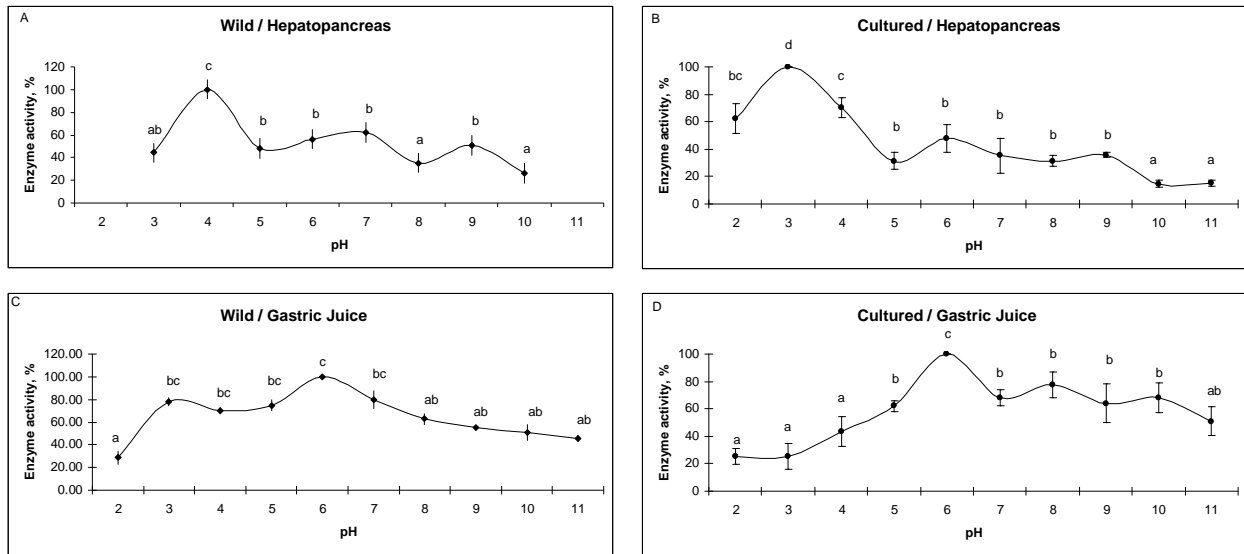 A
Wild / Hepatopancreas
Enzyme activity, %
120
100
80
60
40
20
0
ab
c
b
b
b
a
b
a
2 3 4 5 6 7 8 9 10 11
pH
B
Cultured / Hepatopancreas
Enzyme activity, %
100
80
60
40
20
0
bc
d
c
b
b
b
b
b
a
a
2 3 4 5 6 7 8 9 10 11
pH
C
Wild / Gastric Juice
Enzyme activity, %
120.00
100.00
80.00
60.00
40.00
20.00
0.00
a
bc
bc
bc
c
bc
ab
ab
ab
ab
2 3 4 5 6 7 8 9 10 11
pH
D
Cultured / Gastric Juice
Enzyme activity, %
100
80
60
40
20
0
a
a
a
b
c
b
b
b
b
ab
2 3 4 5 6 7 8 9 10 11
pH